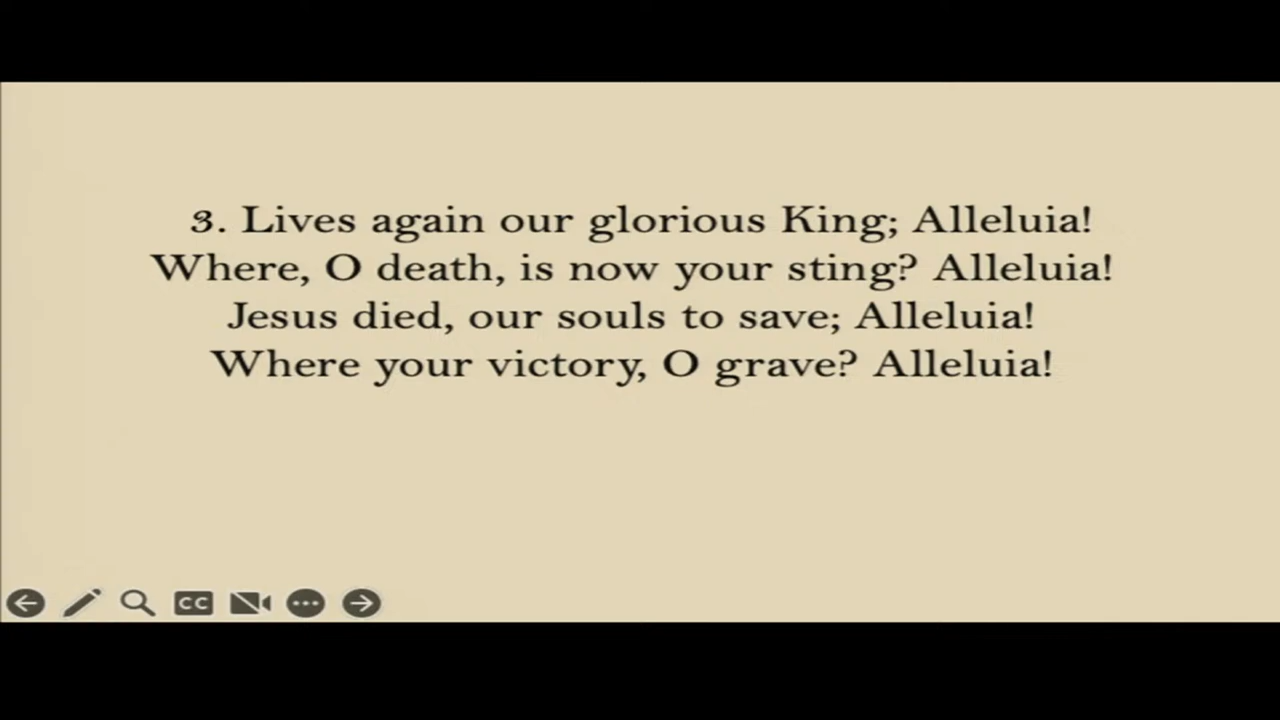 3. Lives again our glorious King; Alleluia!
Where, O death, is now your sting? Alleluia!
Jesus died, our souls to save; Alleluia!
Where your victory, O grave? Alleluia!
CC